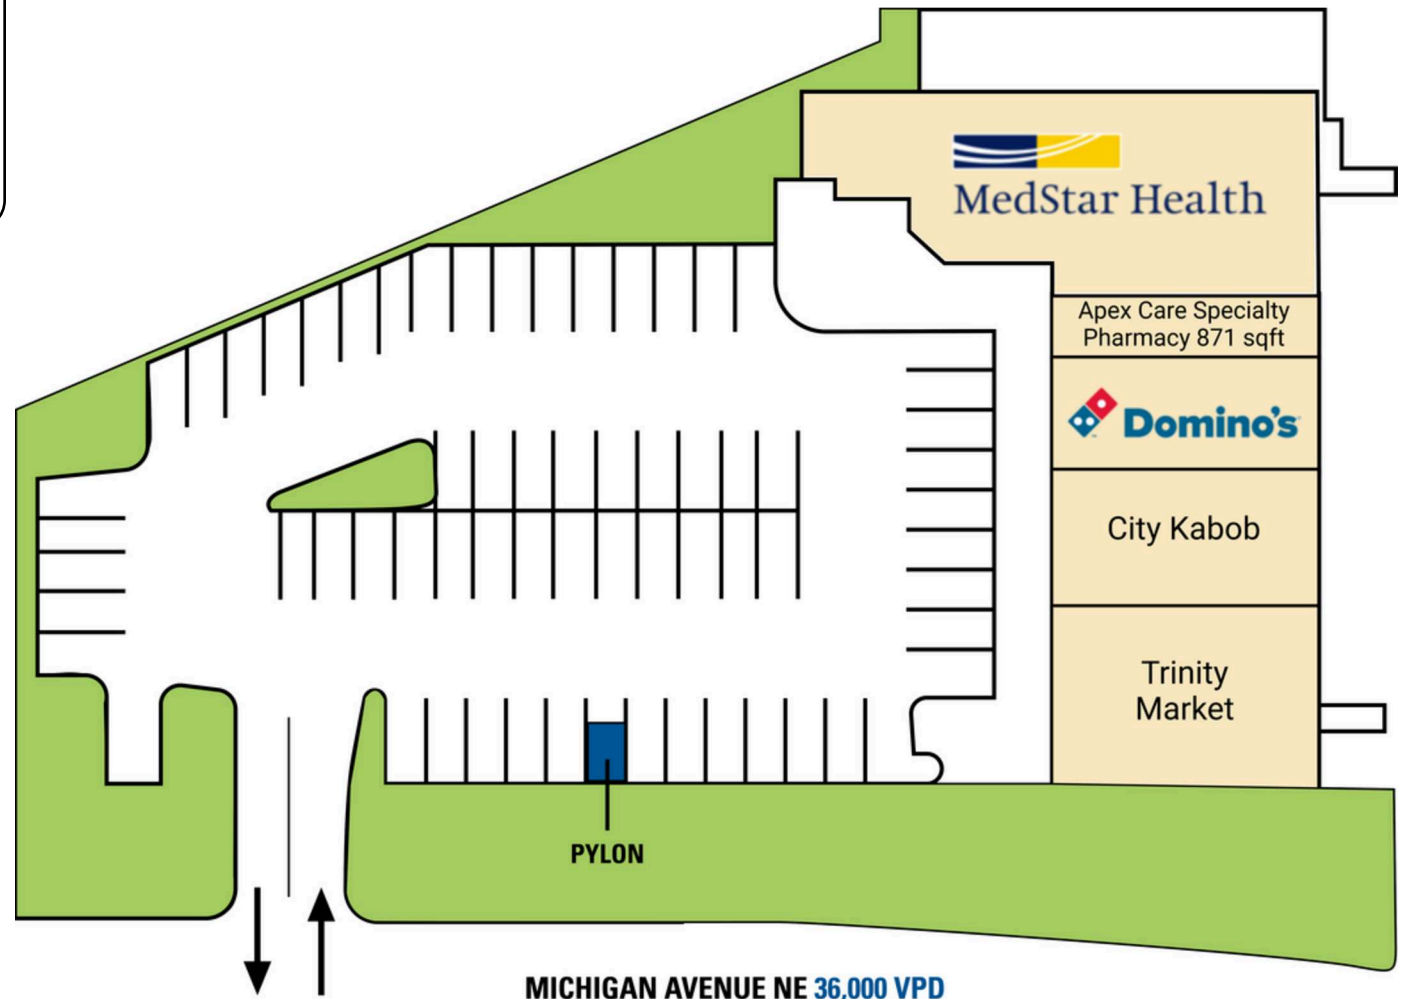 MedStar Health
Apex Care Specialty
Pharmacy 871 sqft
Domino's
City Kabob
Trinity
Market
PYLON
MICHIGAN AVENUE NE 36,000 VPD